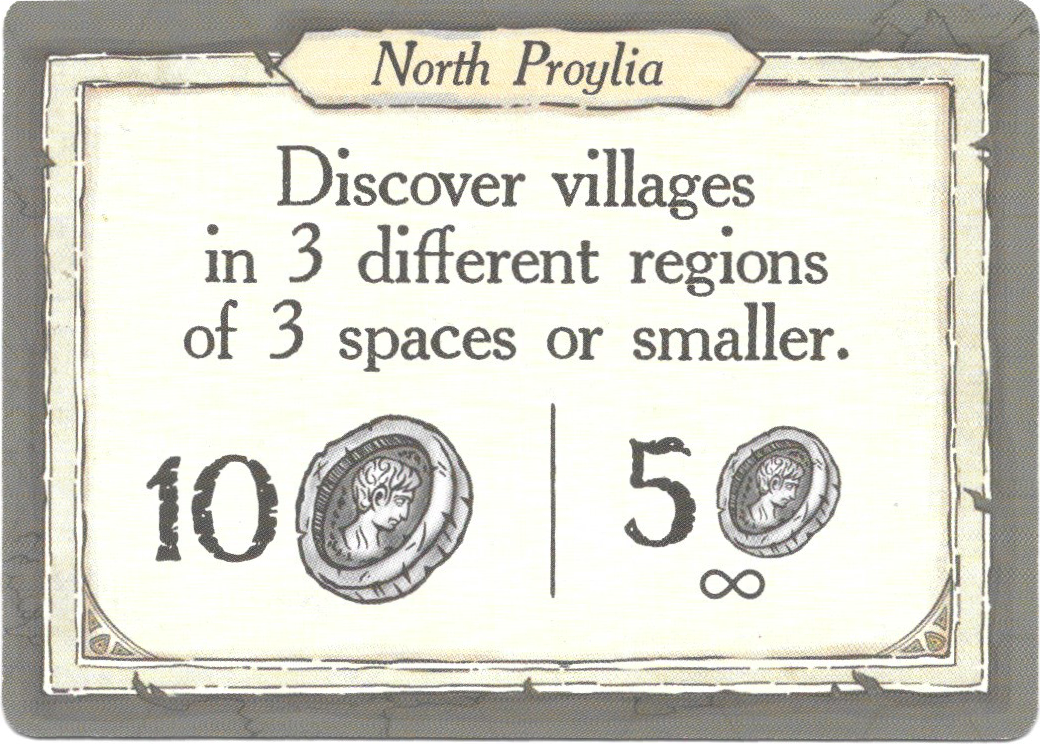 North Proylia
Discover villages
in 3 different regions
of 3 spaces or smaller.
10 | 5
∞